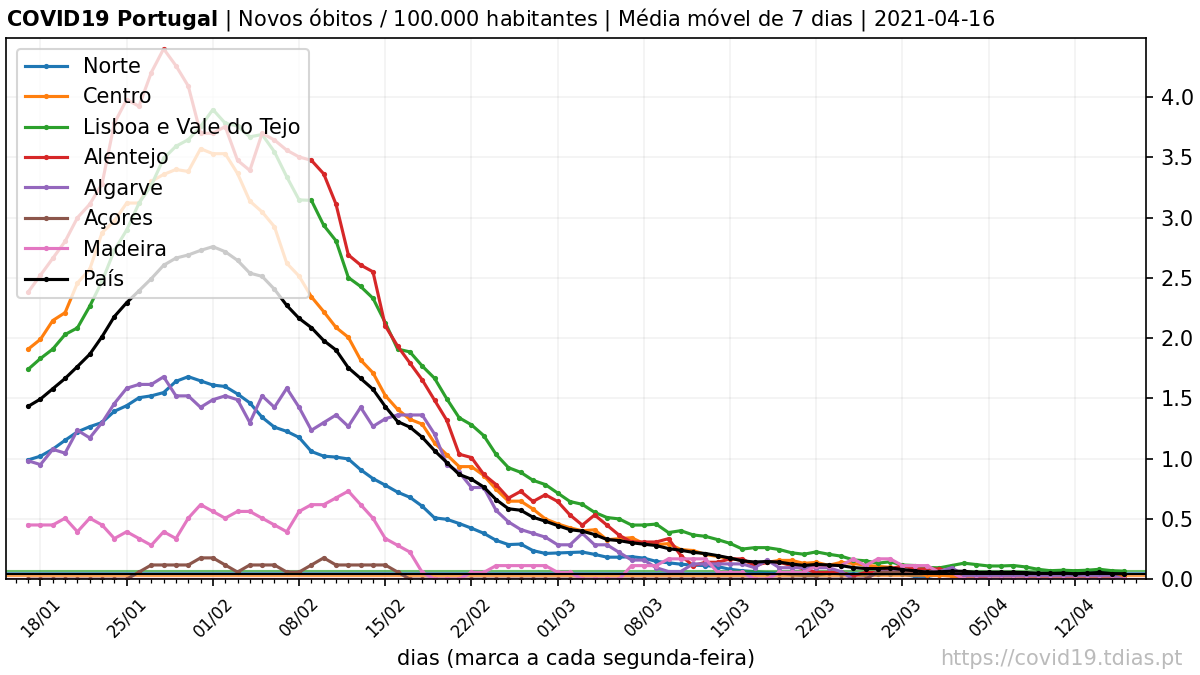 COVID19 Portugal | Novos óbitos / 100.000 habitantes | Média móvel de 7 dias | 2021-04-16
Norte
Centro
Lisboa e Vale do Tejo
Alentejo
Algarve
Açores
Madeira
País
4.0
3.5
3.0
2.5
2.0
1.5
1.0
0.5
0.0
18/01 25/01 01/02 08/02 15/02 22/02 01/03 08/03 15/03 22/03 29/03 05/04 12/04
dias (marca a cada segunda-feira)
https://covid19.tdias.pt